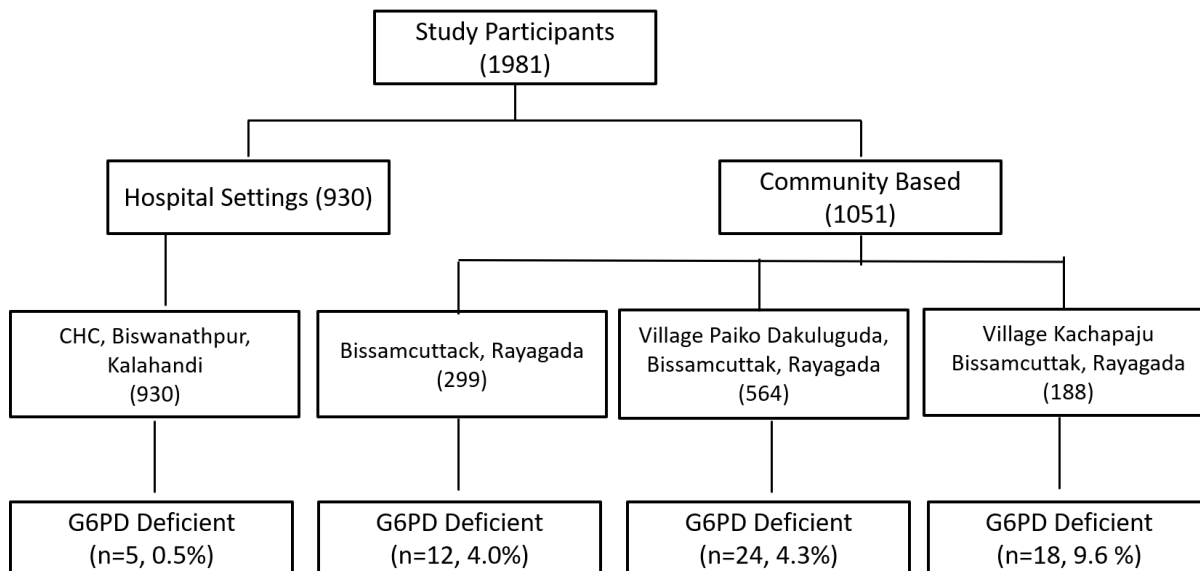 Study Participants
(1981)
Hospital Settings (930)
Community Based
(1051)
CHC, Biswanathpur,
Kalahandi
(930)
Bissamcuttack, Rayagada
(299)
Village Paiko Dakuluguda,
Bissamcuttak, Rayagada
(564)
Village Kachapaju
Bissamcuttak, Rayagada
(188)
G6PD Deficient
(n=5, 0.5%)
G6PD Deficient
(n=12, 4.0%)
G6PD Deficient
(n=24, 4.3%)
G6PD Deficient
(n=18, 9.6 %)